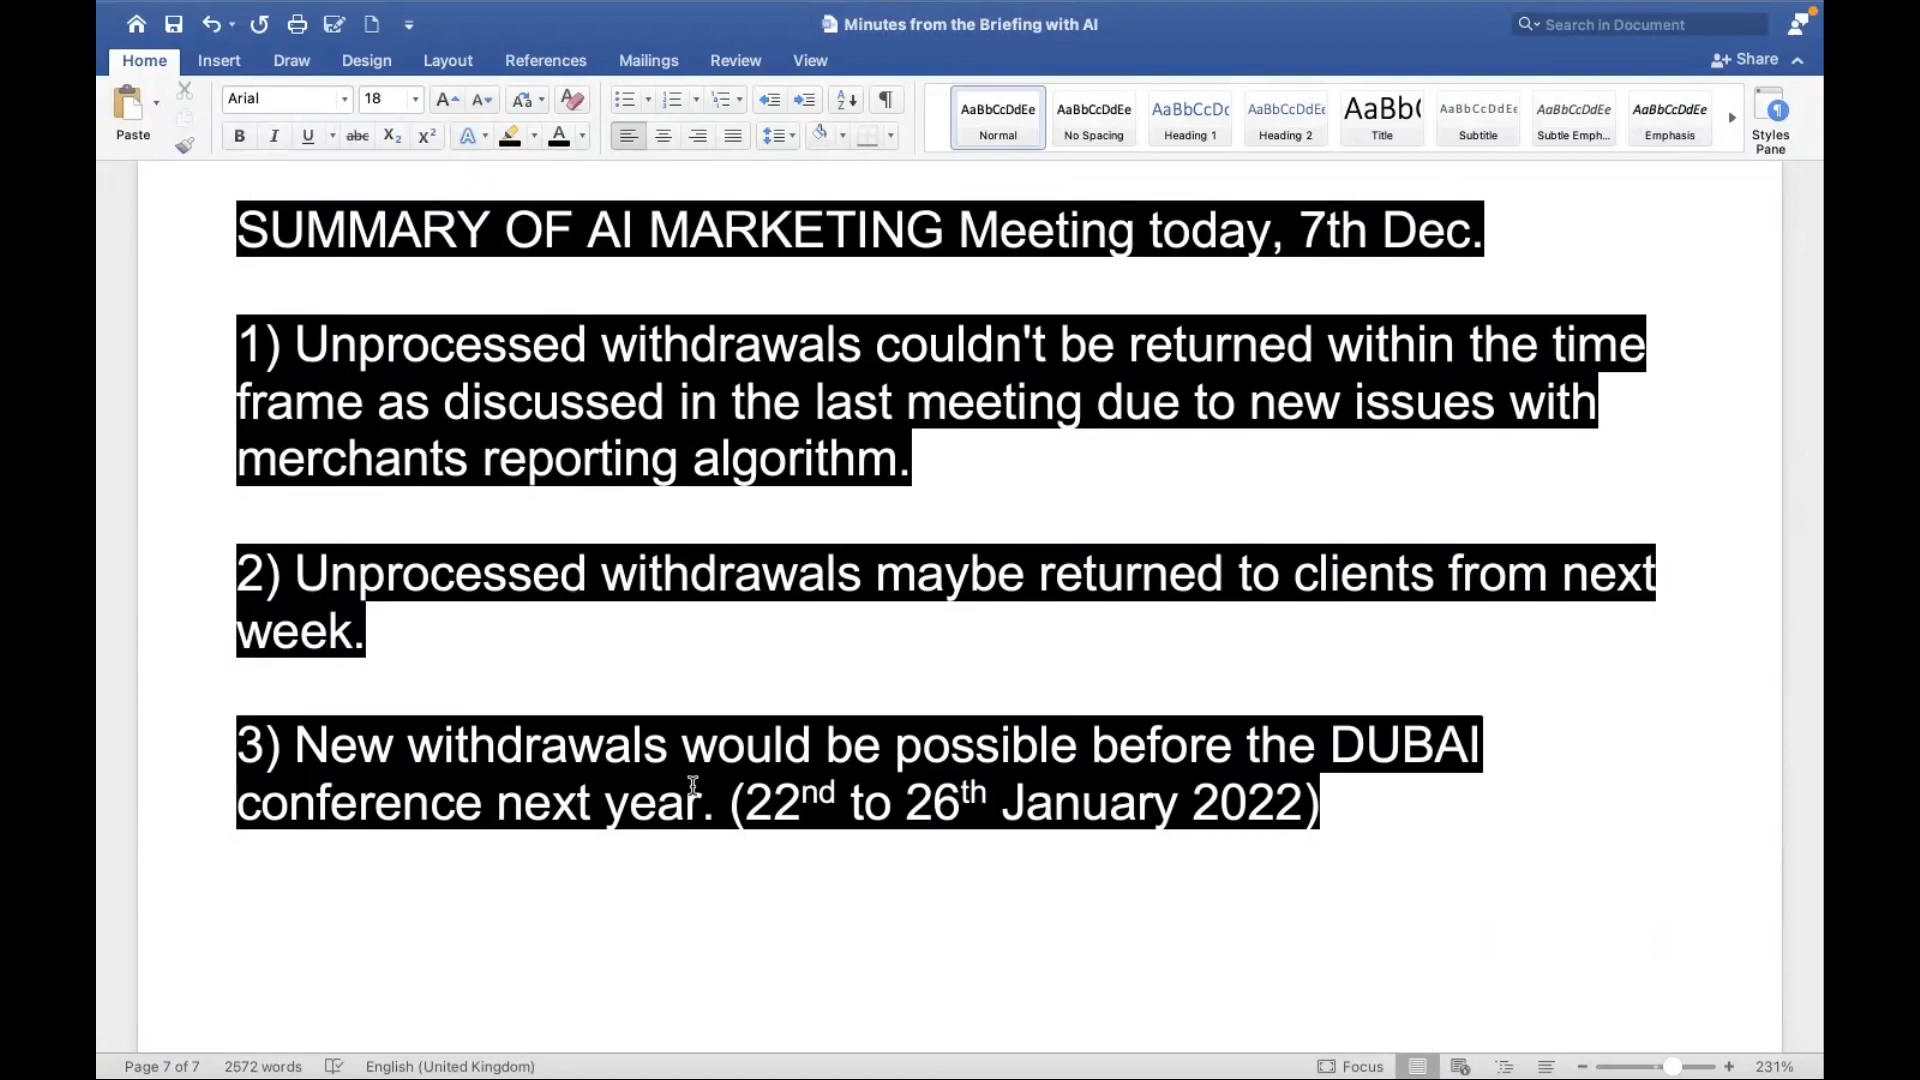 Minutes from the Briefing with AI
Search in Document
Home Insert Draw Design Layout References Mailings Review View
Share
Paste
Arial 18
AaBbCcDdEe AaBbCcDdEe AaBbCcDc AaBbCcDdEe AaBb( AaBbCcDdEe AaBbCcDdEe AaBbCcDdEe
Normal No Spacing Heading 1 Heading 2 Title Subtitle Subtle Emph... Emphasis
Styles
Pane
SUMMARY OF AI MARKETING Meeting today, 7th Dec.
1) Unprocessed withdrawals couldn't be returned within the time
frame as discussed in the last meeting due to new issues with
merchants reporting algorithm.
2) Unprocessed withdrawals maybe returned to clients from next
week.
3) New withdrawals would be possible before the DUBAI
conference next year. (22nd to 26th January 2022)
Page 7 of 7 2572 words English (United Kingdom) Focus 231%